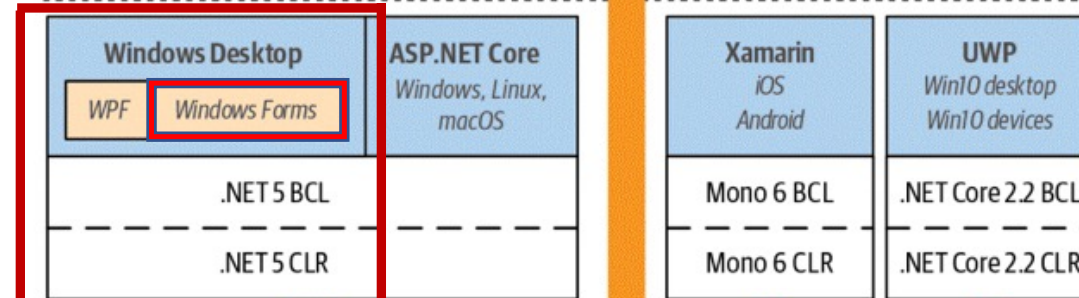 Windows Desktop
WPF
Windows Forms
ASP.NET Core
Windows, Linux,
macOS
.NET 5 BCL
.NET 5 CLR
Xamarin
iOS
Android
Mono 6 BCL
Mono 6 CLR
UWP
Win10 desktop
Win10 devices
.NET Core 2.2 BCL
.NET Core 2.2 CLR